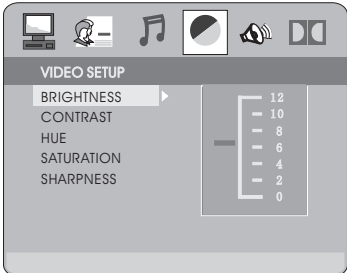 VIDEO SETUP
BRIGHTNESS
CONTRAST
HUE
SATURATION
SHARPNESS
12
10
8
6
4
2
0